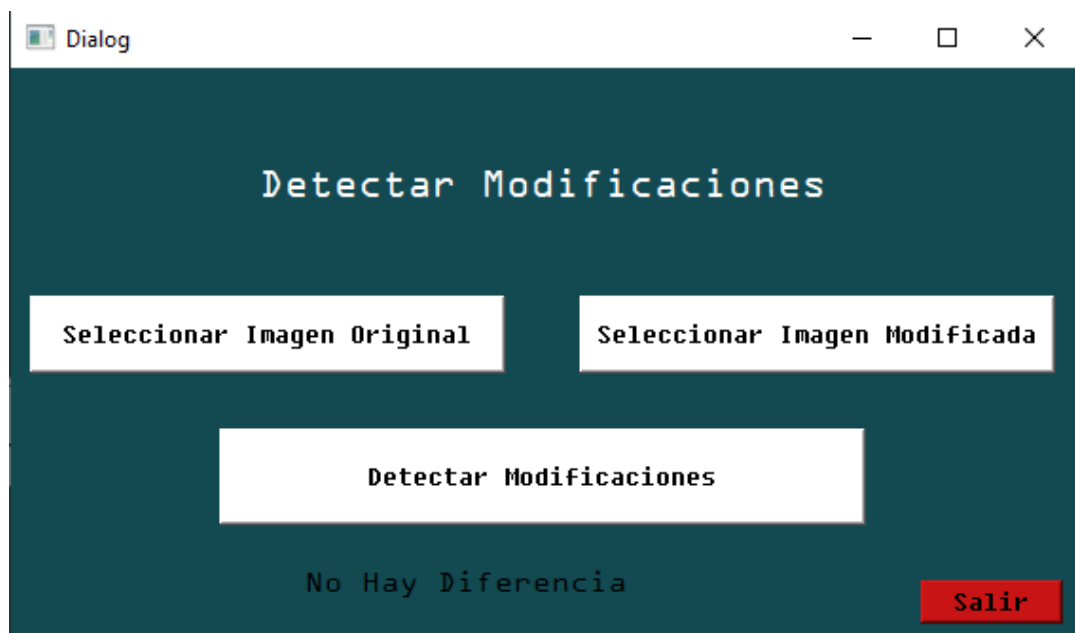 Dialog
Detectar Modificaciones
Seleccionar Imagen Original
Seleccionar Imagen Modificada
Detectar Modificaciones
No Hay Diferencia
Salir